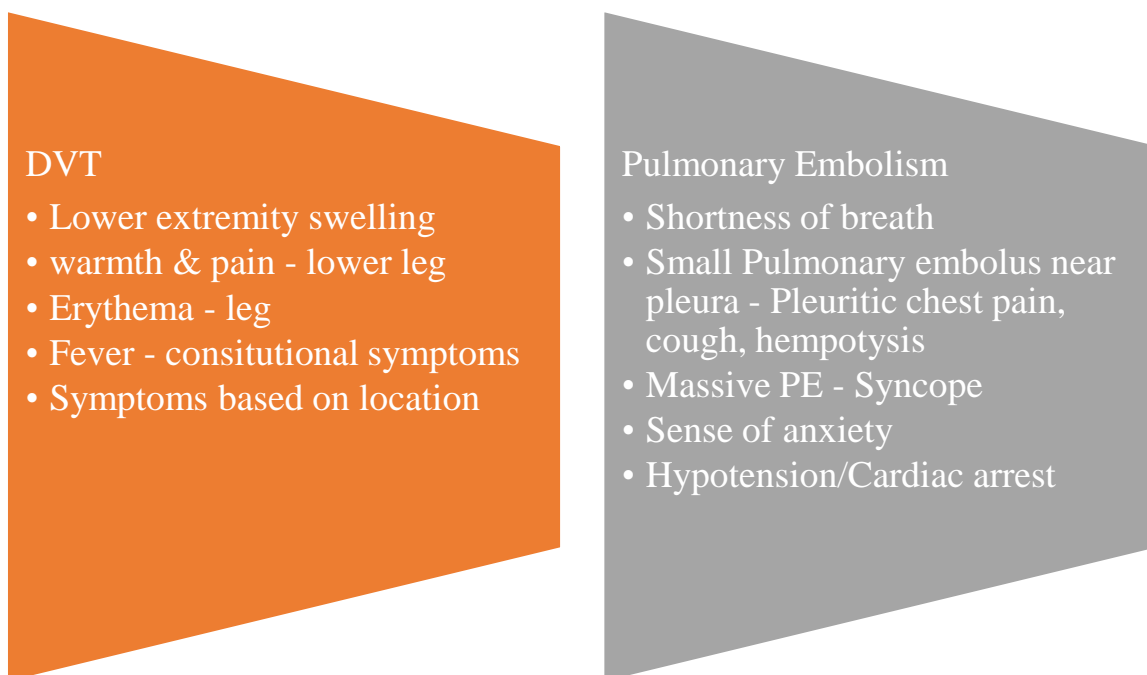 DVT
• Lower extremity swelling
• warmth & pain - lower leg
• Erythema - leg
• Fever - consitutional symptoms
• Symptoms based on location
Pulmonary Embolism
• Shortness of breath
• Small Pulmonary embolus near
pleura - Pleuritic chest pain,
cough, hempotysis
• Massive PE - Syncope
• Sense of anxiety
• Hypotension/Cardiac arrest